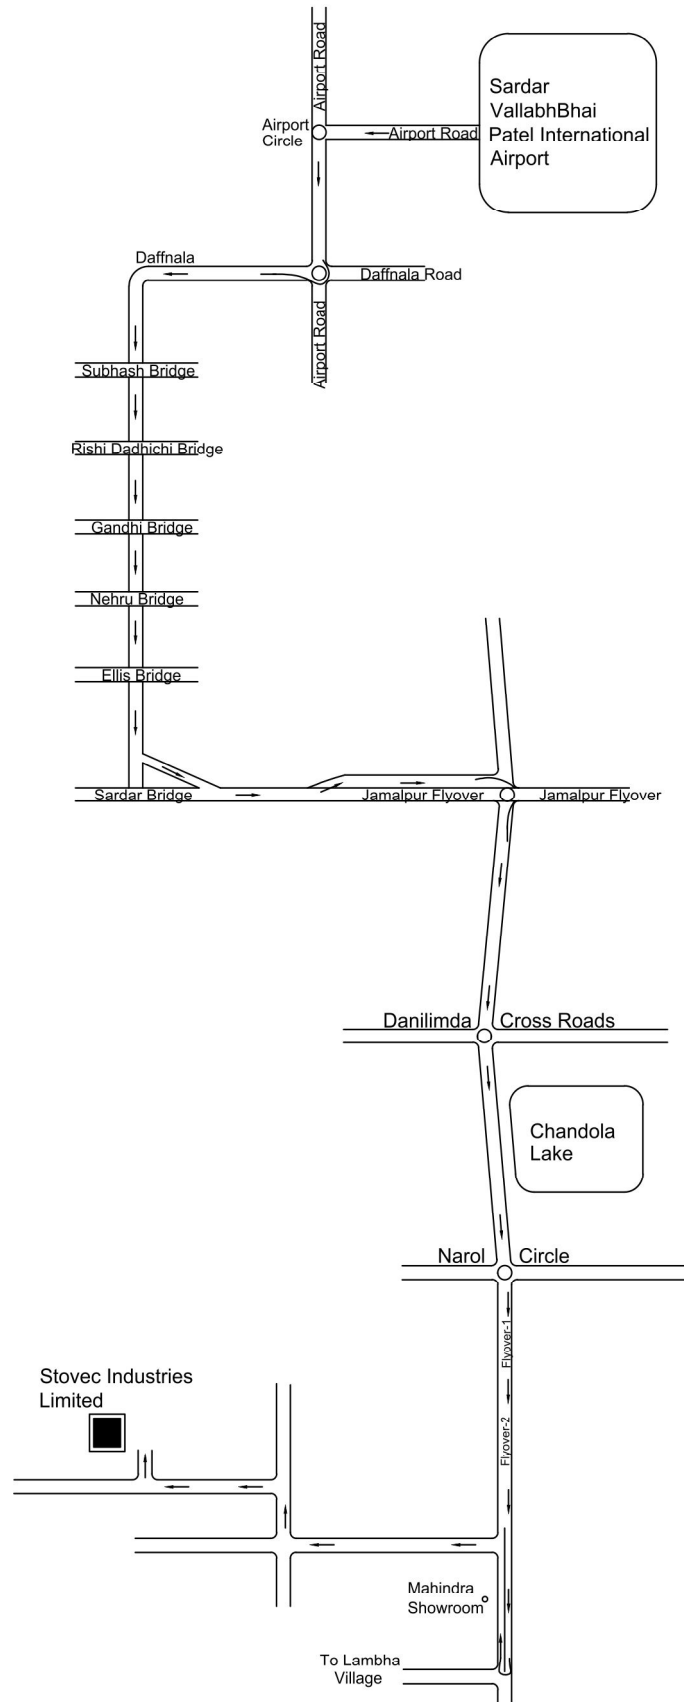 Airport Road
Sardar
VallabhBhai
Patel International
Airport
Airport
Circle
Airport Road
Daffnala
Daffnala Road
Airport Road
Subhash Bridge
Rishi Dadhichi Bridge
Gandhi Bridge
Nehru Bridge
Ellis Bridge
Sardar Bridge
Jamalpur Flyover
Jamalpur Flyover
Danilimda
Cross Roads
Chandola
Lake
Narol
Circle
Flyover-1
Stovec Industries
Limited
Flyover-2
Mahindra
Showroom
To Lambha
Village